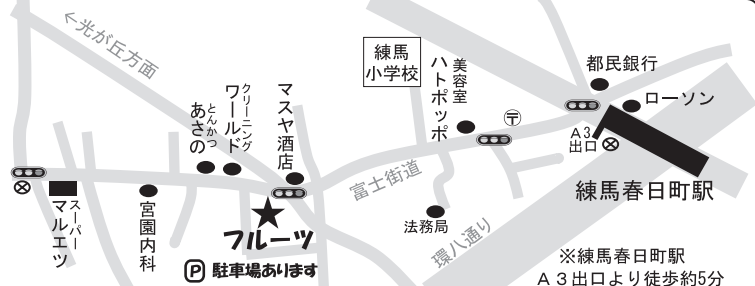 ←光が丘方面
練馬
小学校
美容室
ハトポッポ
都民銀行
ローソン
〒
A3
出口
マスヤ酒店
クリーニング
ワールド
とんかつ
あさの
富士街道
練馬春日町駅
スーパー
マルエツ
宮園内科
★
フルーツ
法務局
環八通り
P 駐車場あります
※練馬春日町駅
A3出口より徒歩約5分